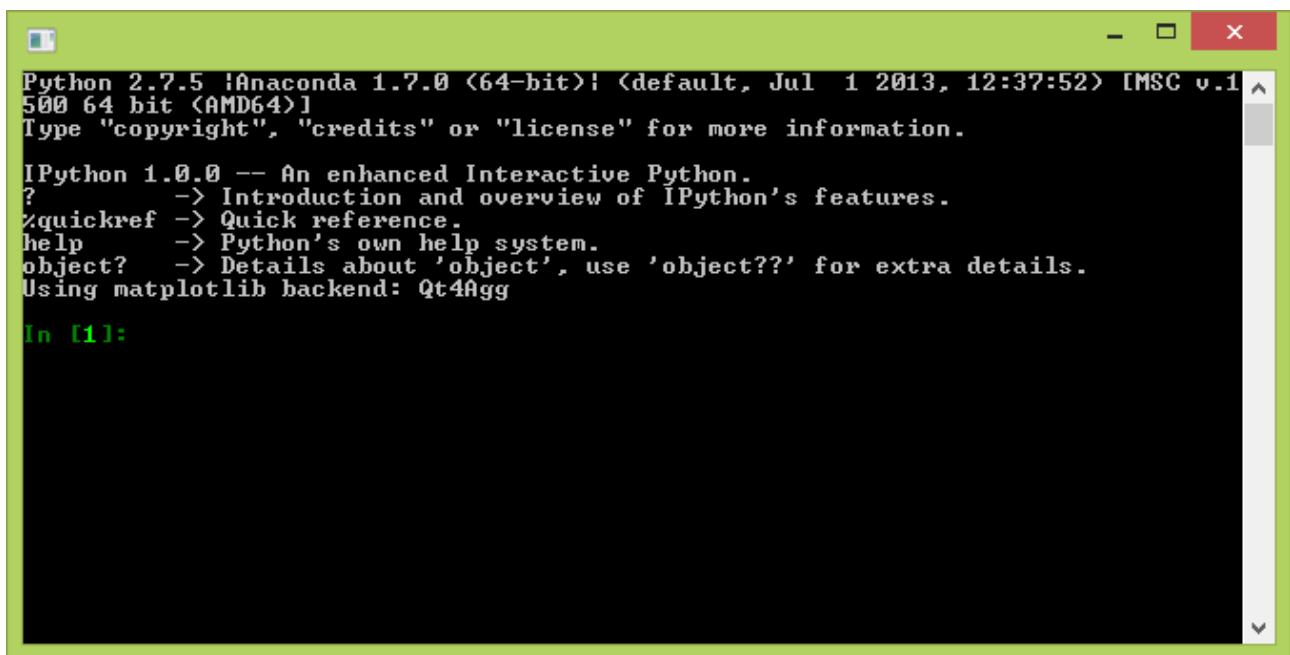 Python 2.7.5 |Anaconda 1.7.0 (64-bit)| (default, Jul  1 2013, 12:37:52) [MSC v.1
500 64 bit (AMD64)]
Type "copyright", "credits" or "license" for more information.
IPython 1.0.0 -- An enhanced Interactive Python.
?         -> Introduction and overview of IPython's features.
%quickref -> Quick reference.
help      -> Python's own help system.
object?   -> Details about 'object', use 'object??' for extra details.
Using matplotlib backend: Qt4Agg
In [1]: